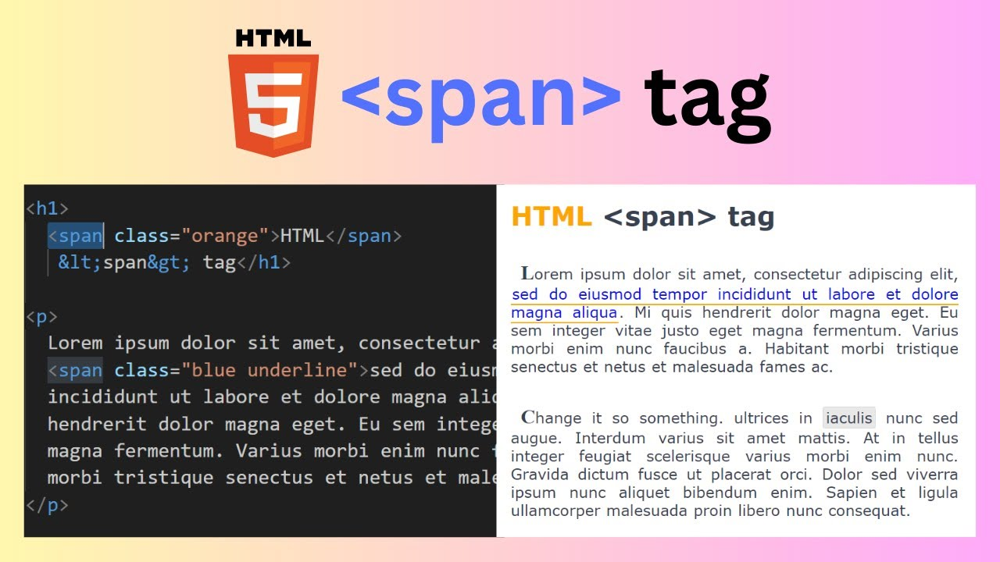 HTML
<span> tag
<h1>
<span class="orange">HTML</span>
&lt;span&gt; tag</h1>
<p>
Lorem ipsum dolor sit amet, consectetur
<span class="blue underline">sed do
incididunt ut labore et dolore magna
hendrerit dolor magna eget. Eu sem
magna fermentum. Varius morbi enim nunc
morbi tristique senectus et netus et
</p>
HTML <span> tag
Lorem ipsum dolor sit amet, consectetur adipiscing elit,
sed do eiusmod tempor incididunt ut labore et dolore
magna aliqua. Mi quis hendrerit dolor magna eget. Eu
sem integer vitae justo eget magna fermentum. Varius
morbi enim nunc faucibus a. Habitant morbi tristique
senectus et netus et malesuada fames ac.
Change it so something. ultrices in iaculis nunc sed
augue. Interdum varius sit amet mattis. At in tellus
integer feugiat scelerisque varius morbi enim nunc.
Gravida dictum fusce ut placerat orci. Dolor sed viverra
ipsum nunc aliquet bibendum enim. Sapien et ligula
ullamcorper malesuada proin libero nunc consequat.